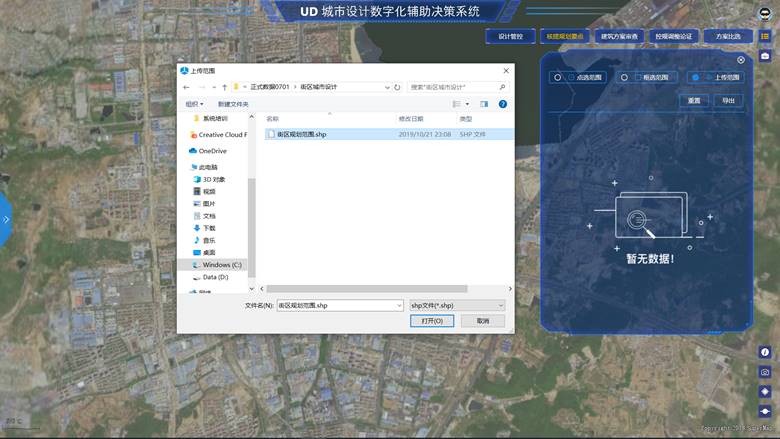 UD 城市设计数字化辅助决策系统
设计管控
核提规划要点
建筑方案审查
控规调整论证
方案比选
上传范围
正式数据0701 > 街区城市设计
搜索"街区城市设计"
组织
新建文件夹
名称
修改日期
类型
系统培训
Creative Cloud F
OneDrive
此电脑
3D 对象
视频
图片
文档
下载
音乐
桌面
Windows (C:)
Data (D:)
网络
街区规划范围.shp
2019/10/21 23:08
SHP 文件
文件名(N):
街区规划范围.shp
shp文件(*.shp)
打开(O)
取消
点选范围
框选范围
上传范围
重置
导出
暂无数据!